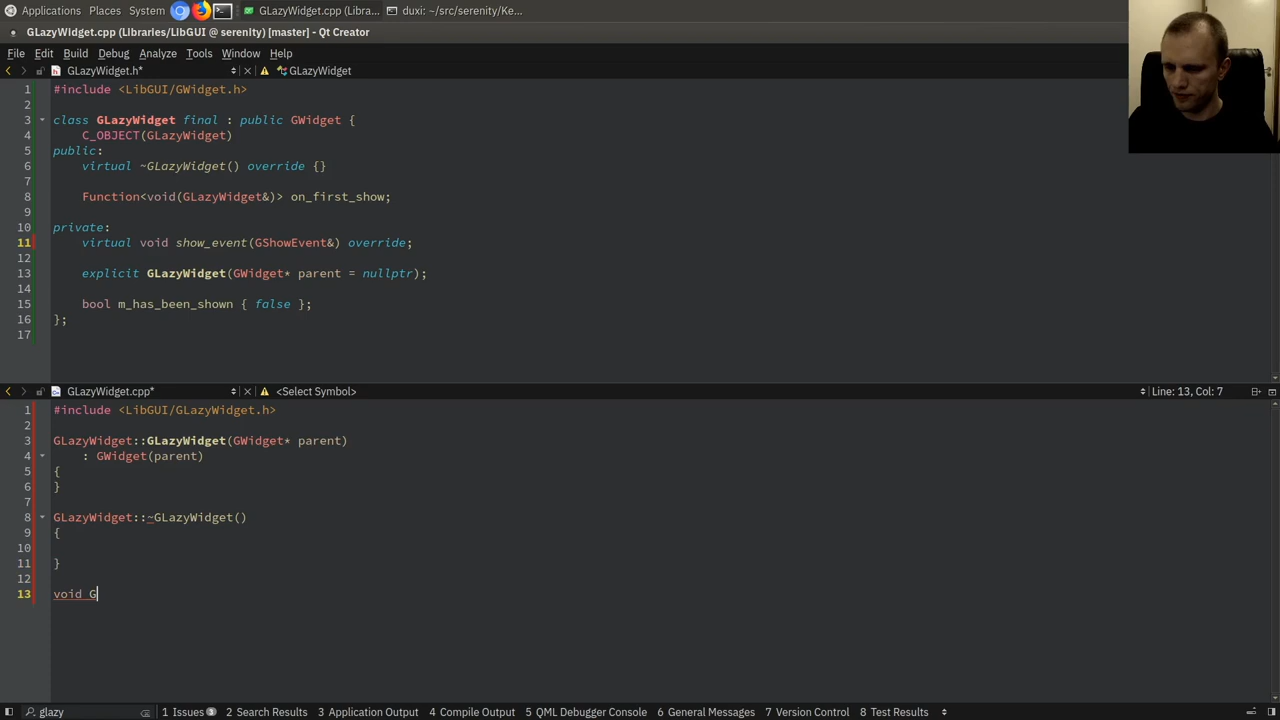 Applications Places System GLazyWidget.cpp (Libra... duxi: ~/src/serenity/Ke...
GLazyWidget.cpp (Libraries/LibGUI @ serenity) [master] - Qt Creator
File Edit Build Debug Analyze Tools Window Help
GLazyWidget.h* GLazyWidget
1 #include <LibGUI/GWidget.h>
2
3 class GLazyWidget final : public GWidget {
4 C_OBJECT(GLazyWidget)
5 public:
6 virtual ~GLazyWidget() override {}
7
8 Function<void(GLazyWidget&)> on_first_show;
9
10 private:
11 virtual void show_event(GShowEvent&) override;
12
13 explicit GLazyWidget(GWidget* parent = nullptr);
14
15 bool m_has_been_shown { false };
16 };
17
GLazyWidget.cpp* <Select Symbol> Line: 13, Col: 7
1 #include <LibGUI/GLazyWidget.h>
2
3 GLazyWidget::GLazyWidget(GWidget* parent)
4 : GWidget(parent)
5 {
6 }
7
8 GLazyWidget::~GLazyWidget()
9 {
10
11 }
12
13 void G
glazy 1 Issues 3 2 Search Results 3 Application Output 4 Compile Output 5 QML Debugger Console 6 General Messages 7 Version Control 8 Test Results